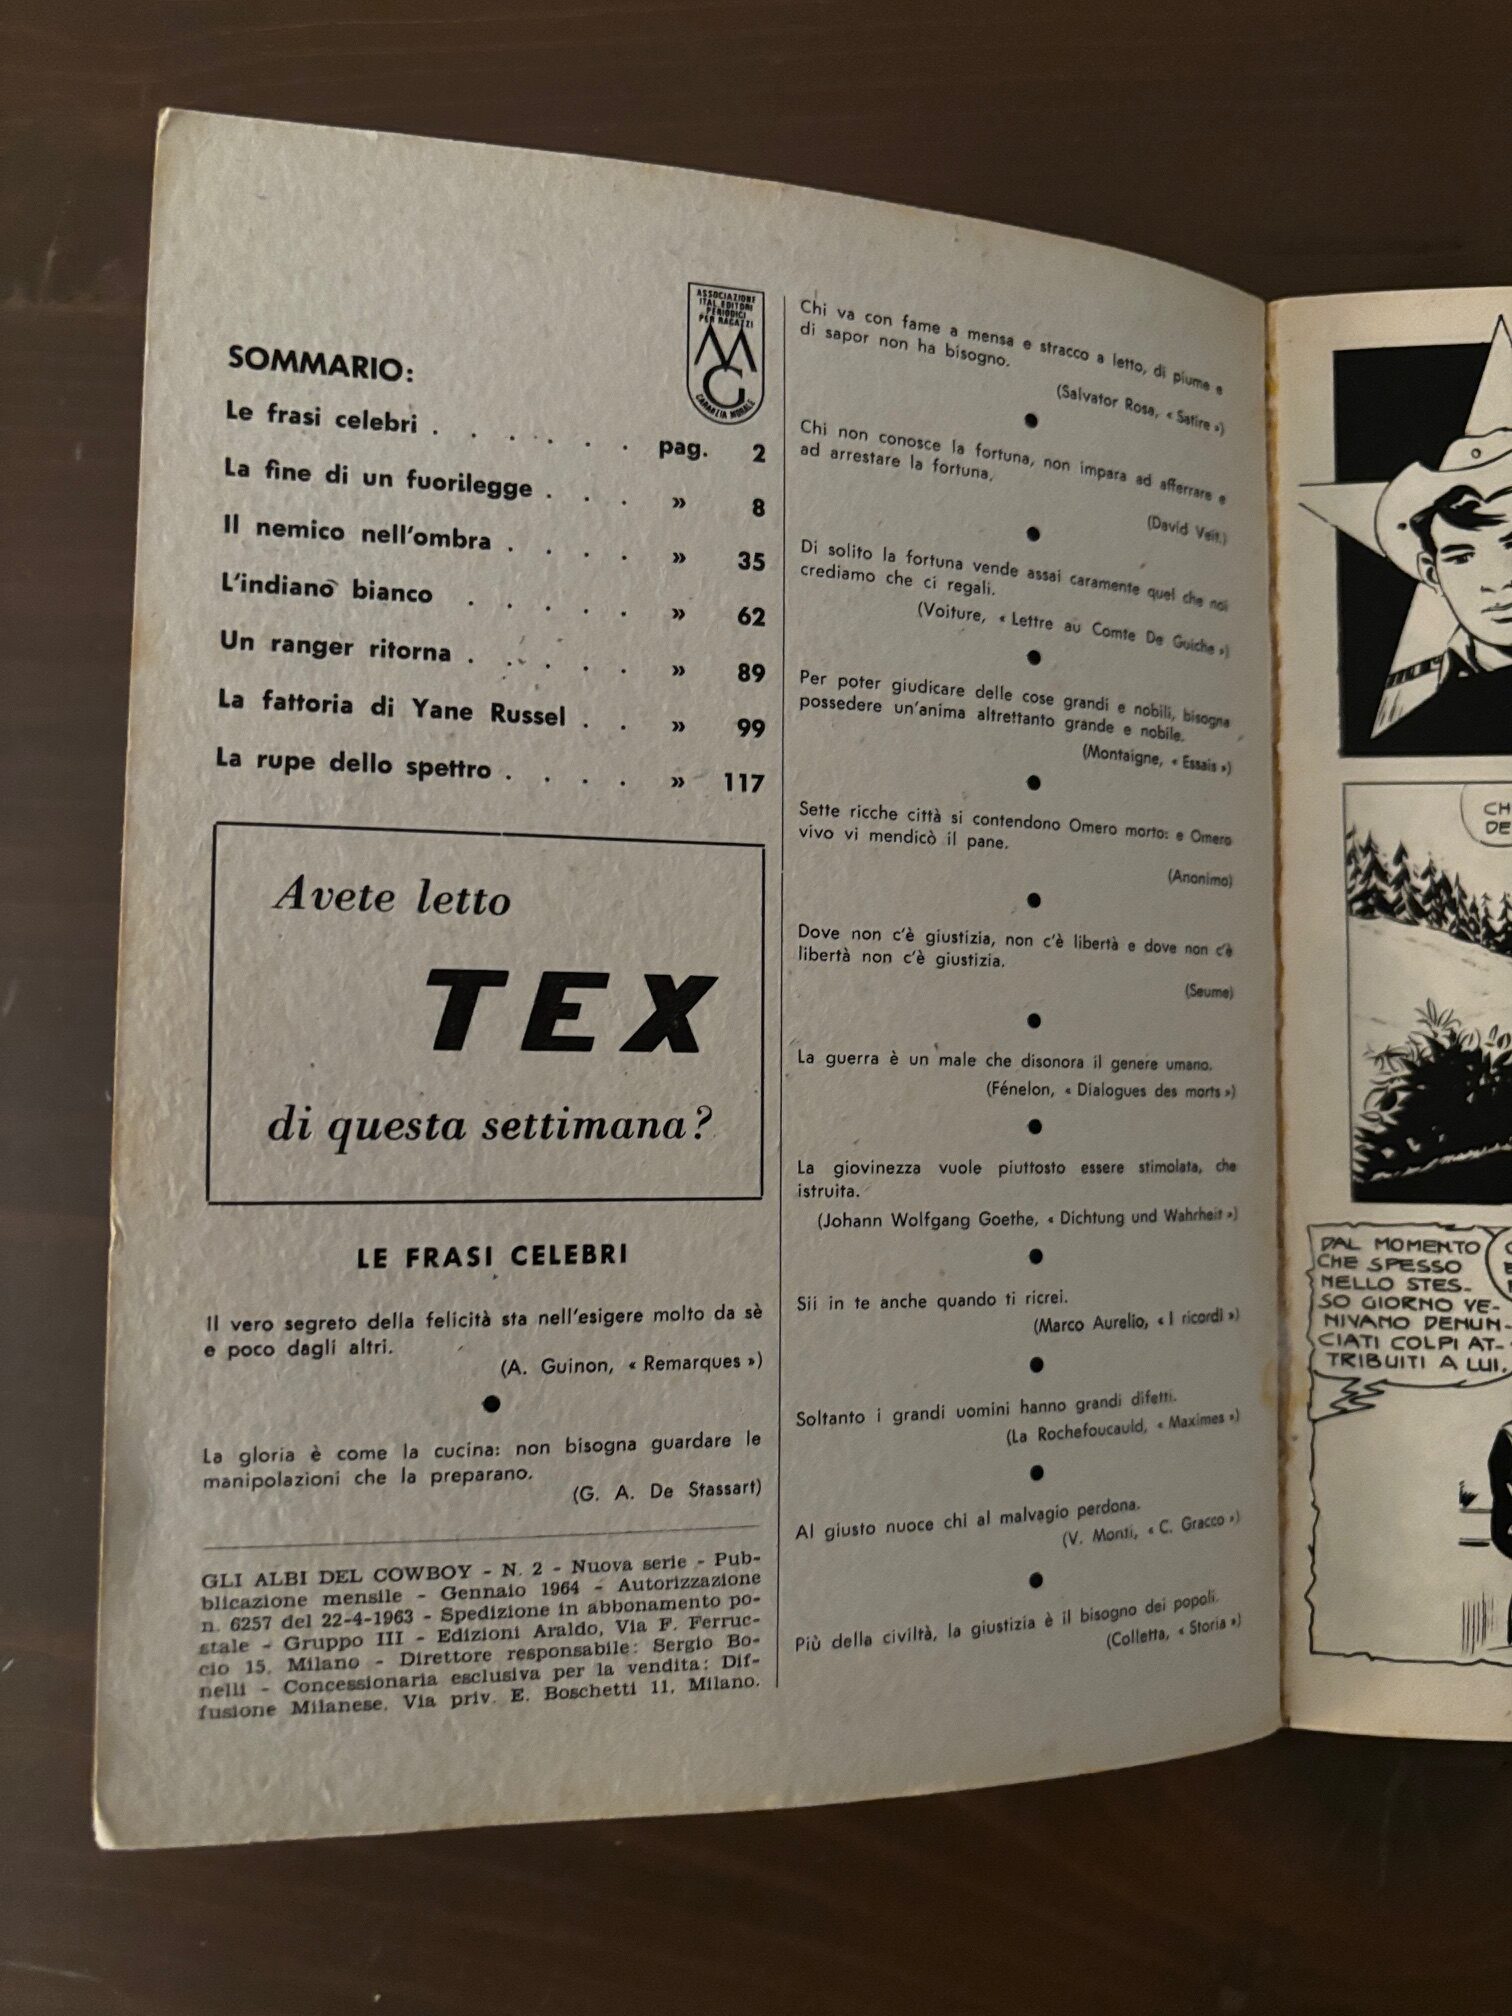 ASSOCIAZIONE
ITAL. EDITORI
PERIODICI
PER RAGAZZI
MG
GARANZIA MORALE
SOMMARIO:
Le frasi celebri . . . . . . pag. 2
La fine di un fuorilegge . . . » 8
Il nemico nell'ombra . . . . » 35
L'indiano bianco . . . . . » 62
Un ranger ritorna . . . . . » 89
La fattoria di Yane Russel . . » 99
La rupe dello spettro . . . . » 117
Avete letto
TEX
di questa settimana?
LE FRASI CELEBRI
Il vero segreto della felicità sta nell'esigere molto da sè
e poco dagli altri.
(A. Guinon, « Remarques »)
La gloria è come la cucina: non bisogna guardare le
manipolazioni che la preparano.
(G. A. De Stassart)
GLI ALBI DEL COWBOY - N. 2 - Nuova serie - Pub-
blicazione mensile - Gennaio 1964 - Autorizzazione
n. 6257 del 22-4-1963 - Spedizione in abbonamento po-
stale - Gruppo III - Edizioni Araldo, Via F. Ferruc-
cio 15, Milano - Direttore responsabile: Sergio Bo-
nelli - Concessionaria esclusiva per la vendita: Dif-
fusione Milanese, Via priv. E. Boschetti 11, Milano.
Chi va con fame a mensa e stracco a letto, di piume e
di sapor non ha bisogno.
(Salvator Rosa, « Satire »)
Chi non conosce la fortuna, non impara ad afferrare e
ad arrestare la fortuna.
(David Veit.)
Di solito la fortuna vende assai caramente quel che noi
crediamo che ci regali.
(Voiture, « Lettre au Comte De Guiche »)
Per poter giudicare delle cose grandi e nobili, bisogna
possedere un'anima altrettanto grande e nobile.
(Montaigne, « Essais »)
Sette ricche città si contendono Omero morto: e Omero
vivo vi mendicò il pane.
(Anonimo)
Dove non c'è giustizia, non c'è libertà e dove non c'è
libertà non c'è giustizia.
(Seume)
La guerra è un male che disonora il genere umano.
(Fénelon, « Dialogues des morts »)
La giovinezza vuole piuttosto essere stimolata, che
istruita.
(Johann Wolfgang Goethe, « Dichtung und Wahrheit »)
Sii in te anche quando ti ricrei.
(Marco Aurelio, « I ricordi »)
Soltanto i grandi uomini hanno grandi difetti.
(La Rochefoucauld, « Maximes »)
Al giusto nuoce chi al malvagio perdona.
(V. Monti, « C. Gracco »)
Più della civiltà, la giustizia è il bisogno dei popoli.
(Colletta, « Storia »)
CH
DE
DAL MOMENTO
CHE SPESSO
NELLO STES-
SO GIORNO VE-
NIVANO DENUN-
CIATI COLPI AT-
TRIBUITI A LUI,